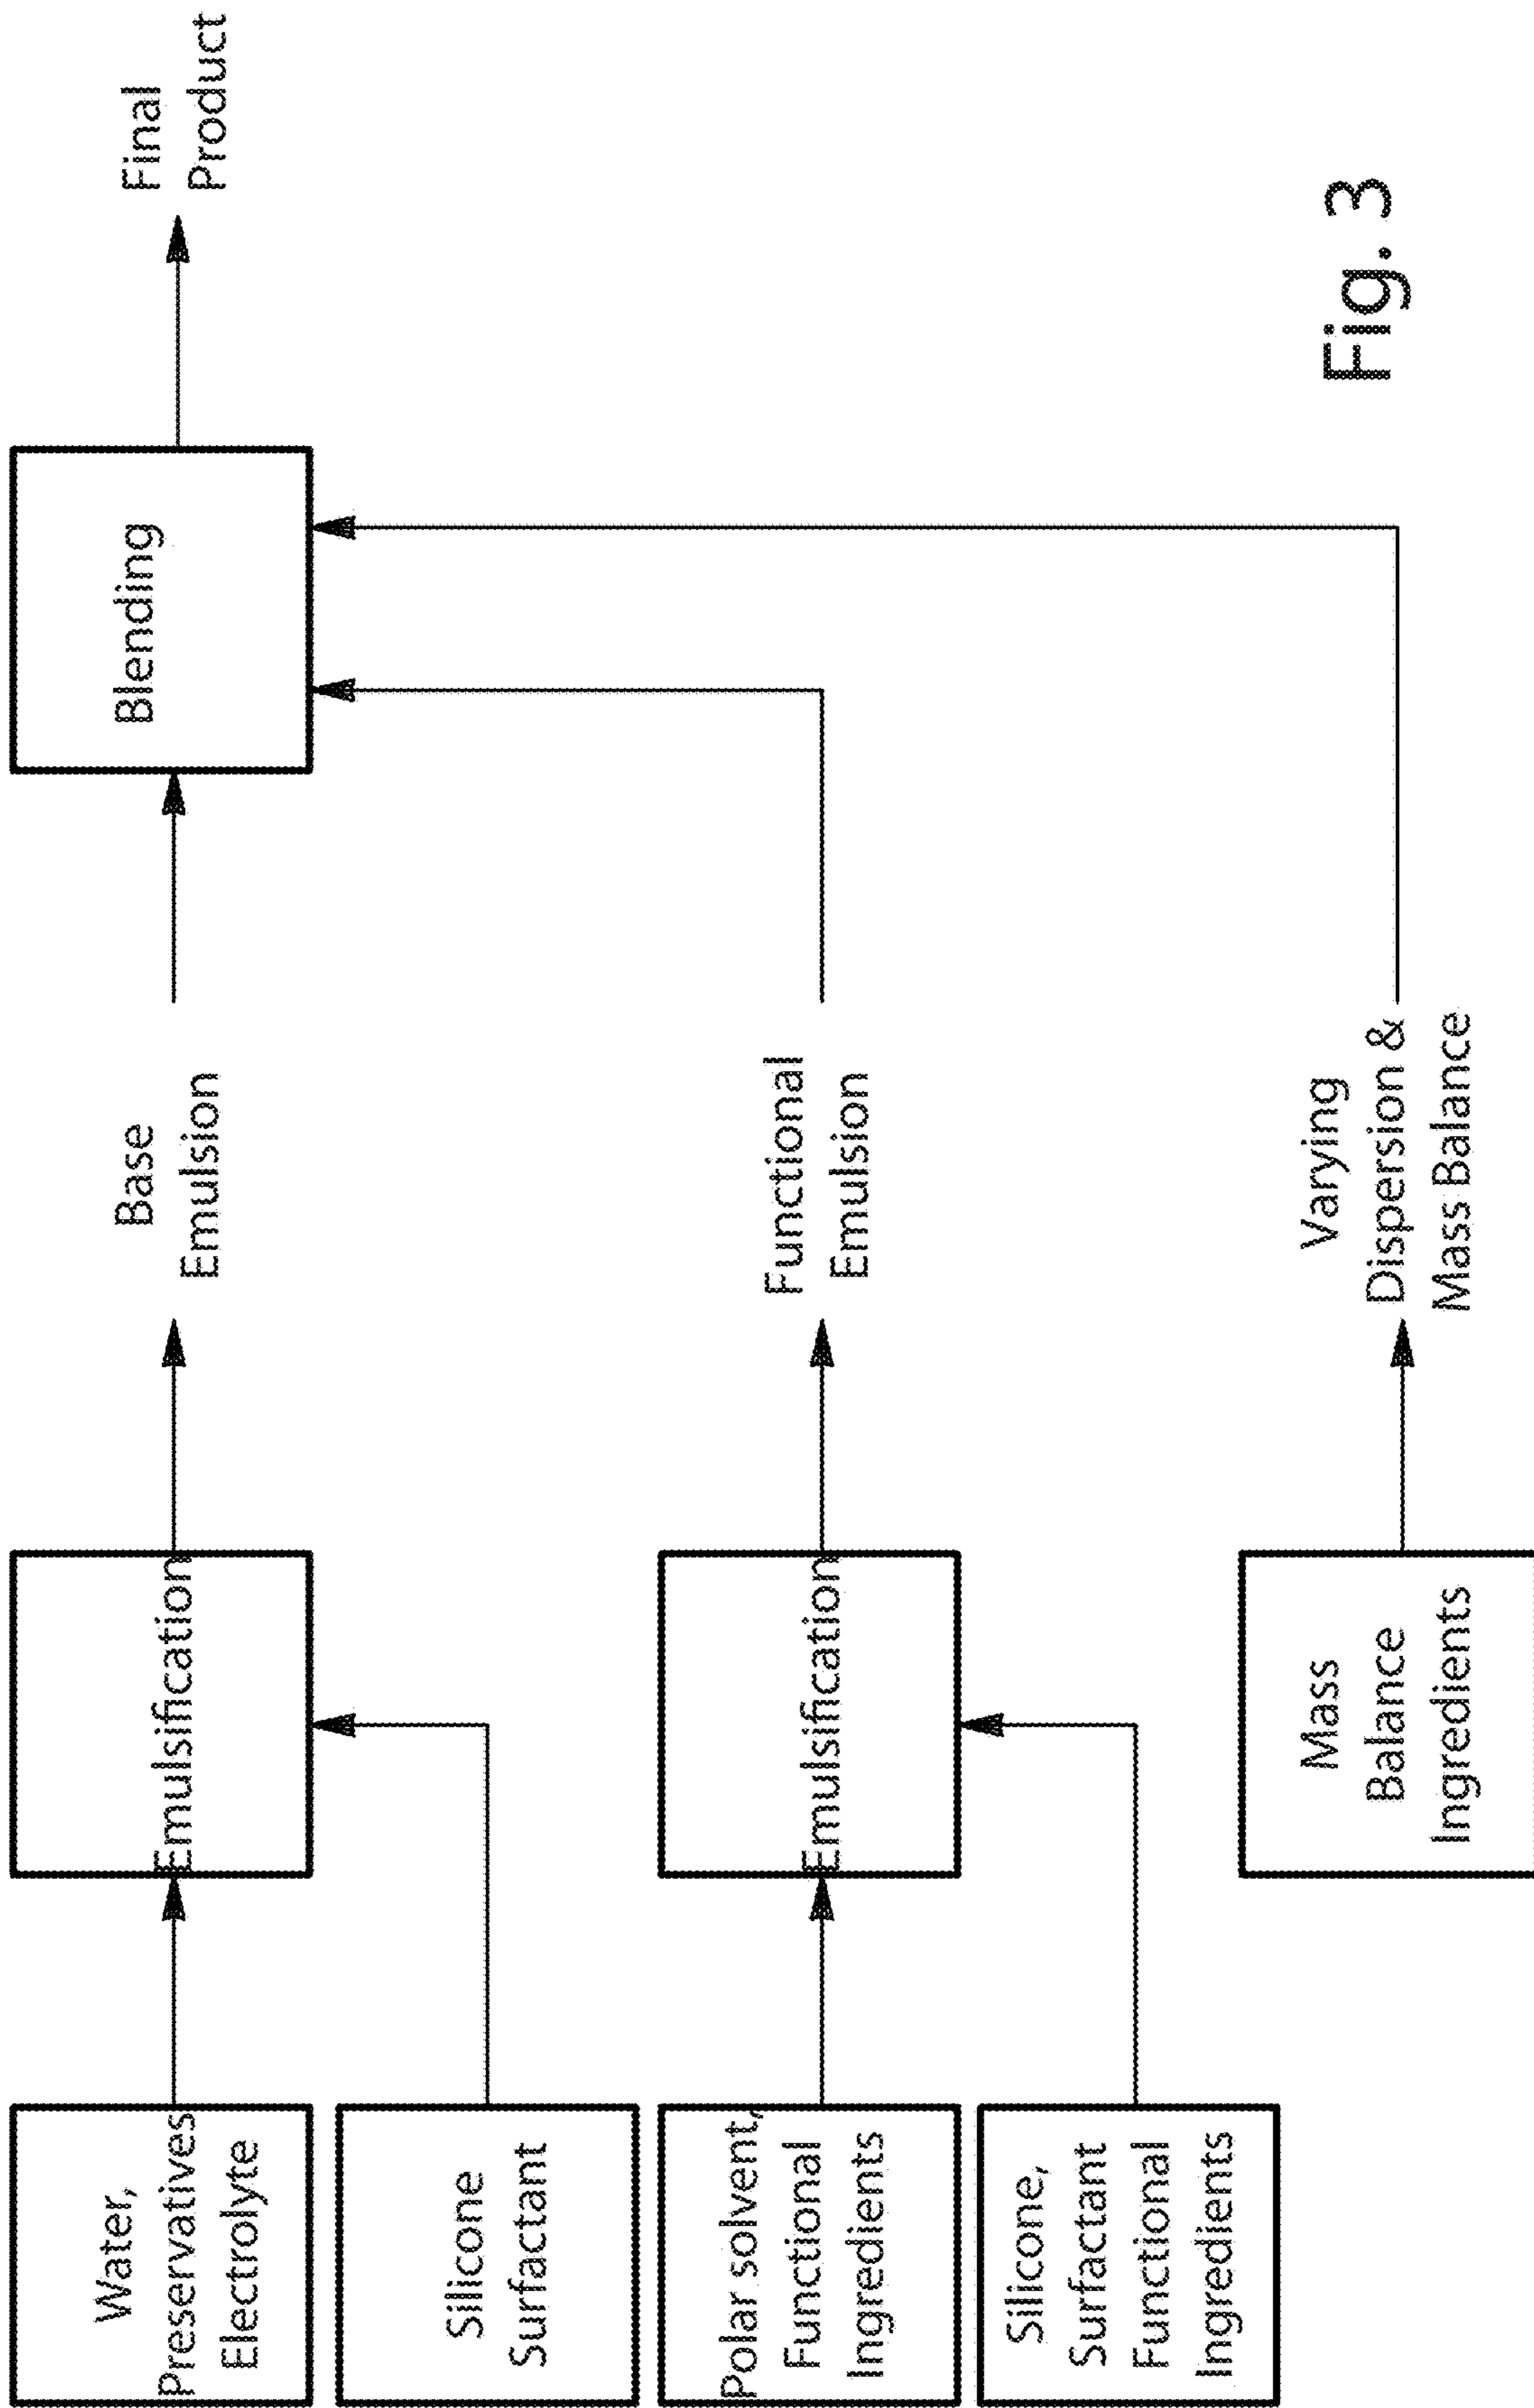 Water,
Preservatives
Electrolyte
Emulsification
Base
Emulsion
Blending
Final
Product
Silicone
Surfactant
Polar solvent,
Functional
Ingredients
Emulsification
Functional
Emulsion
Silicone,
Surfactant
Functional
Ingredients
Mass
Balance
Ingredients
Varying
Dispersion &
Mass Balance
Fig. 3